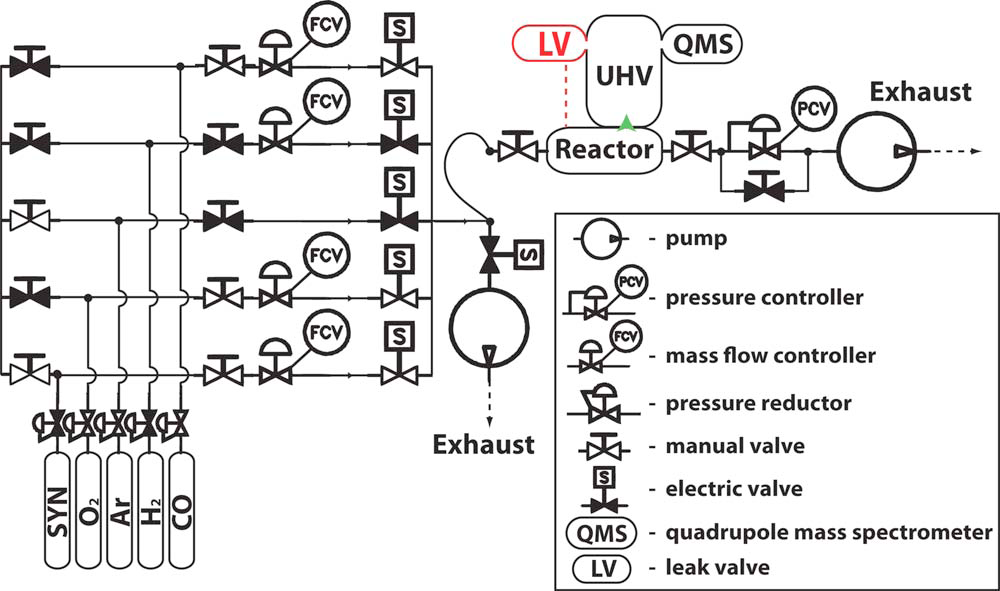 FCV
S
FCV
S
S
FCV
S
FCV
S
SYN
O₂
Ar
H₂
CO
S
Exhaust
LV
UHV
QMS
Reactor
PCV
Exhaust
- pump
PCV
- pressure controller
FCV
- mass flow controller
- pressure reductor
- manual valve
S
- electric valve
QMS
- quadrupole mass spectrometer
LV
- leak valve